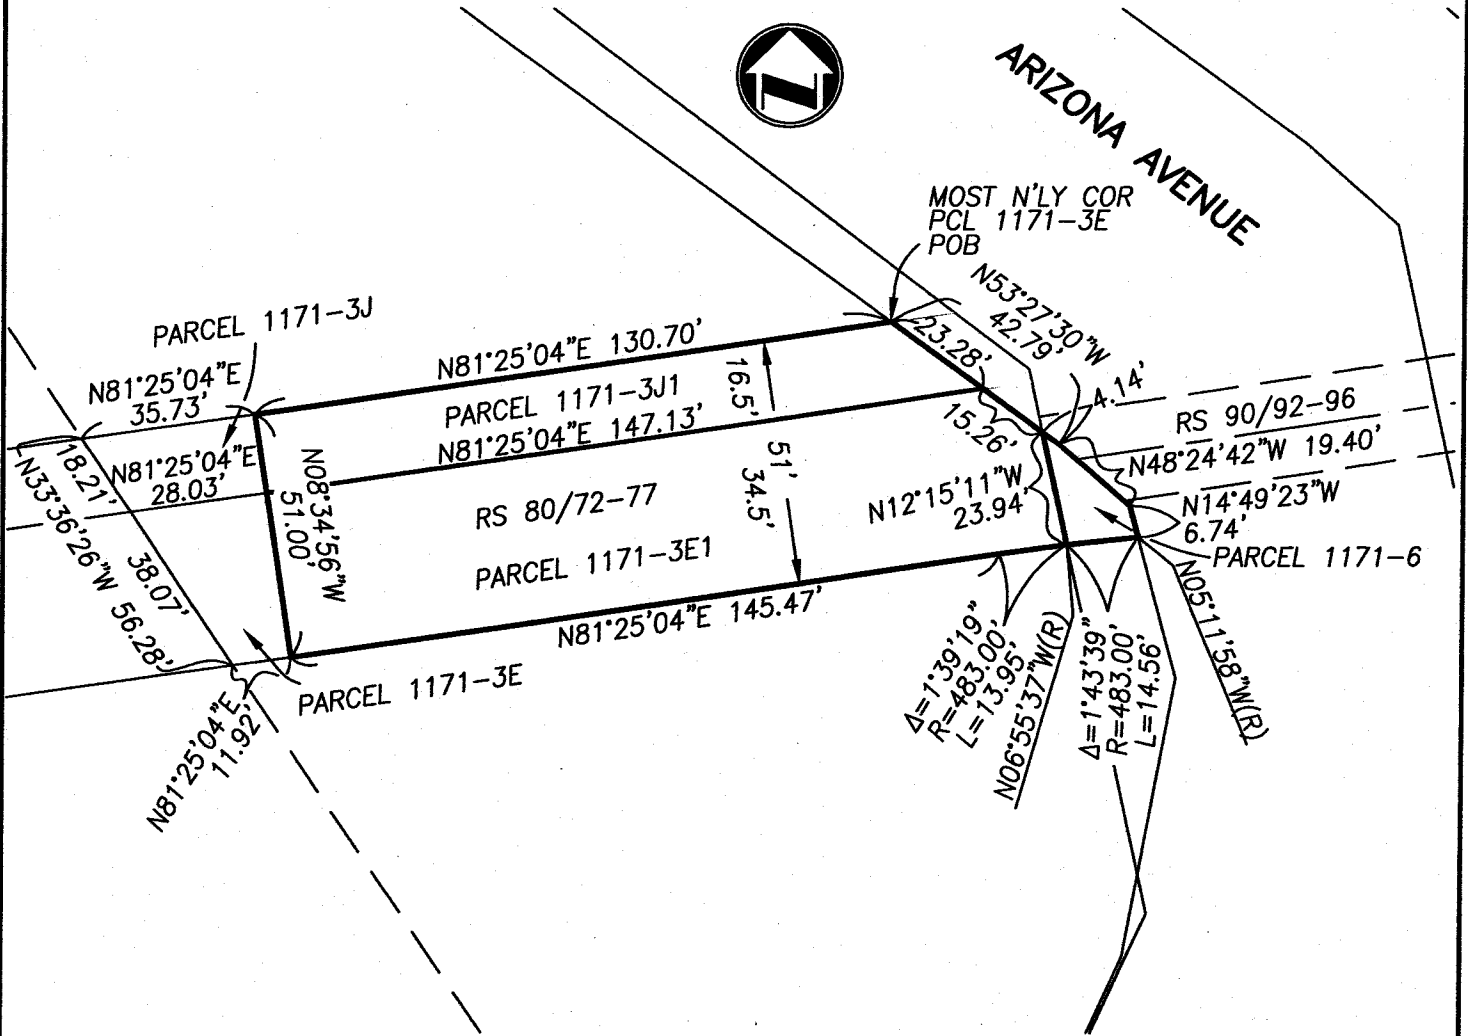 ARIZONA AVENUE
MOST N'LY COR
PCL 1171-3E
POB
N53°27'30"W
42.79'
23.28'
4.14'
15.26'
PARCEL 1171-3J
N81°25'04"E
35.73'
N81°25'04"E 130.70'
PARCEL 1171-3J1
16.5'
N81°25'04"E 147.13'
RS 90/92-96
N48°24'42"W 19.40'
N14°49'23"W
6.74'
PARCEL 1171-6
18.21'
N81°25'04"E
28.03'
N33°36'26"W 56.28'
38.07'
N08°34'56"W
51.00'
RS 80/72-77
51'
34.5'
N12°15'11"W
23.94'
PARCEL 1171-3E1
N81°25'04"E 145.47'
PARCEL 1171-3E
N81°25'04"E
11.92'
Δ=1°39'19"
R=483.00'
L=13.95'
N06°55'37"W(R)
Δ=1°43'39"
R=483.00'
L=14.56'
N05°11'58"W(R)